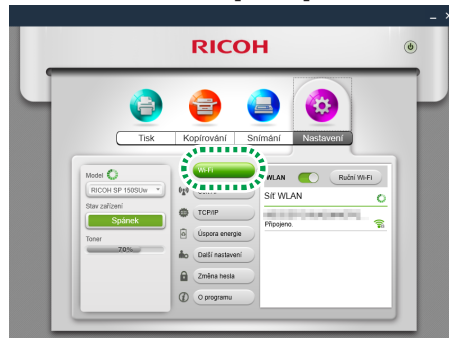 RICOH
Tisk
Kopírování
Snímání
Nastavení
Model
RICOH SP 150SUw
Stav zařízení
Spánek
Toner
70%
Wi-Fi
TCP/IP
Úspora energie
Další nastavení
Změna hesla
O programu
WLAN
Ruční Wi-Fi
Síť WLAN
Připojeno.